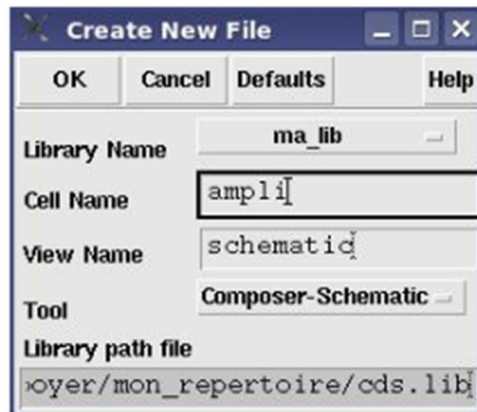 Create New File
OK Cancel Defaults Help
Library Name ma_lib
Cell Name ampli
View Name schematic
Tool Composer-Schematic
Library path file
oyer/mon_repertoire/cds.lib